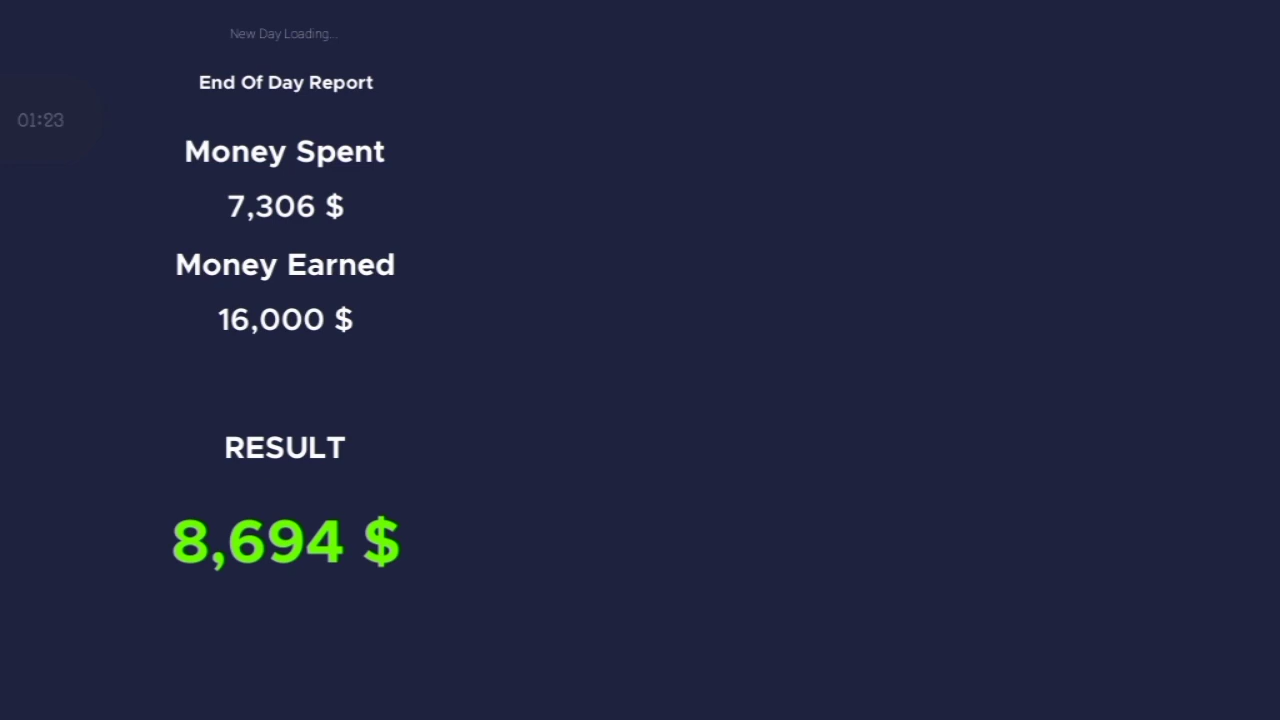 New Day Loading...
End Of Day Report
01:23
Money Spent
7,306 $
Money Earned
16,000 $
RESULT
8,694 $